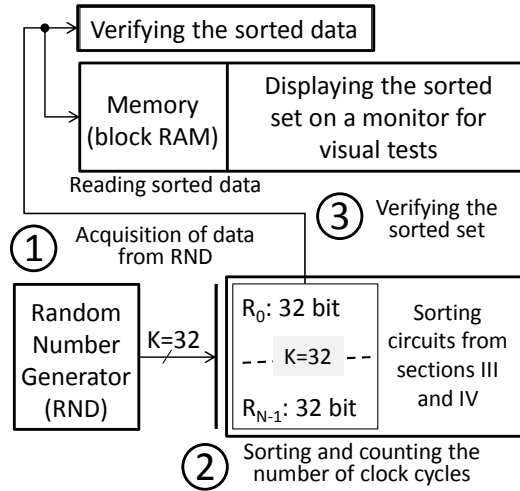 Verifying the sorted data
Memory
(block RAM)
Displaying the sorted
set on a monitor for
visual tests
Reading sorted data
1
Acquisition of data
from RND
3
Verifying the
sorted set
Random
Number
Generator
(RND)
K=32
R0: 32 bit
K=32
RN-1: 32 bit
Sorting
circuits from
sections III
and IV
2
Sorting and counting the
number of clock cycles